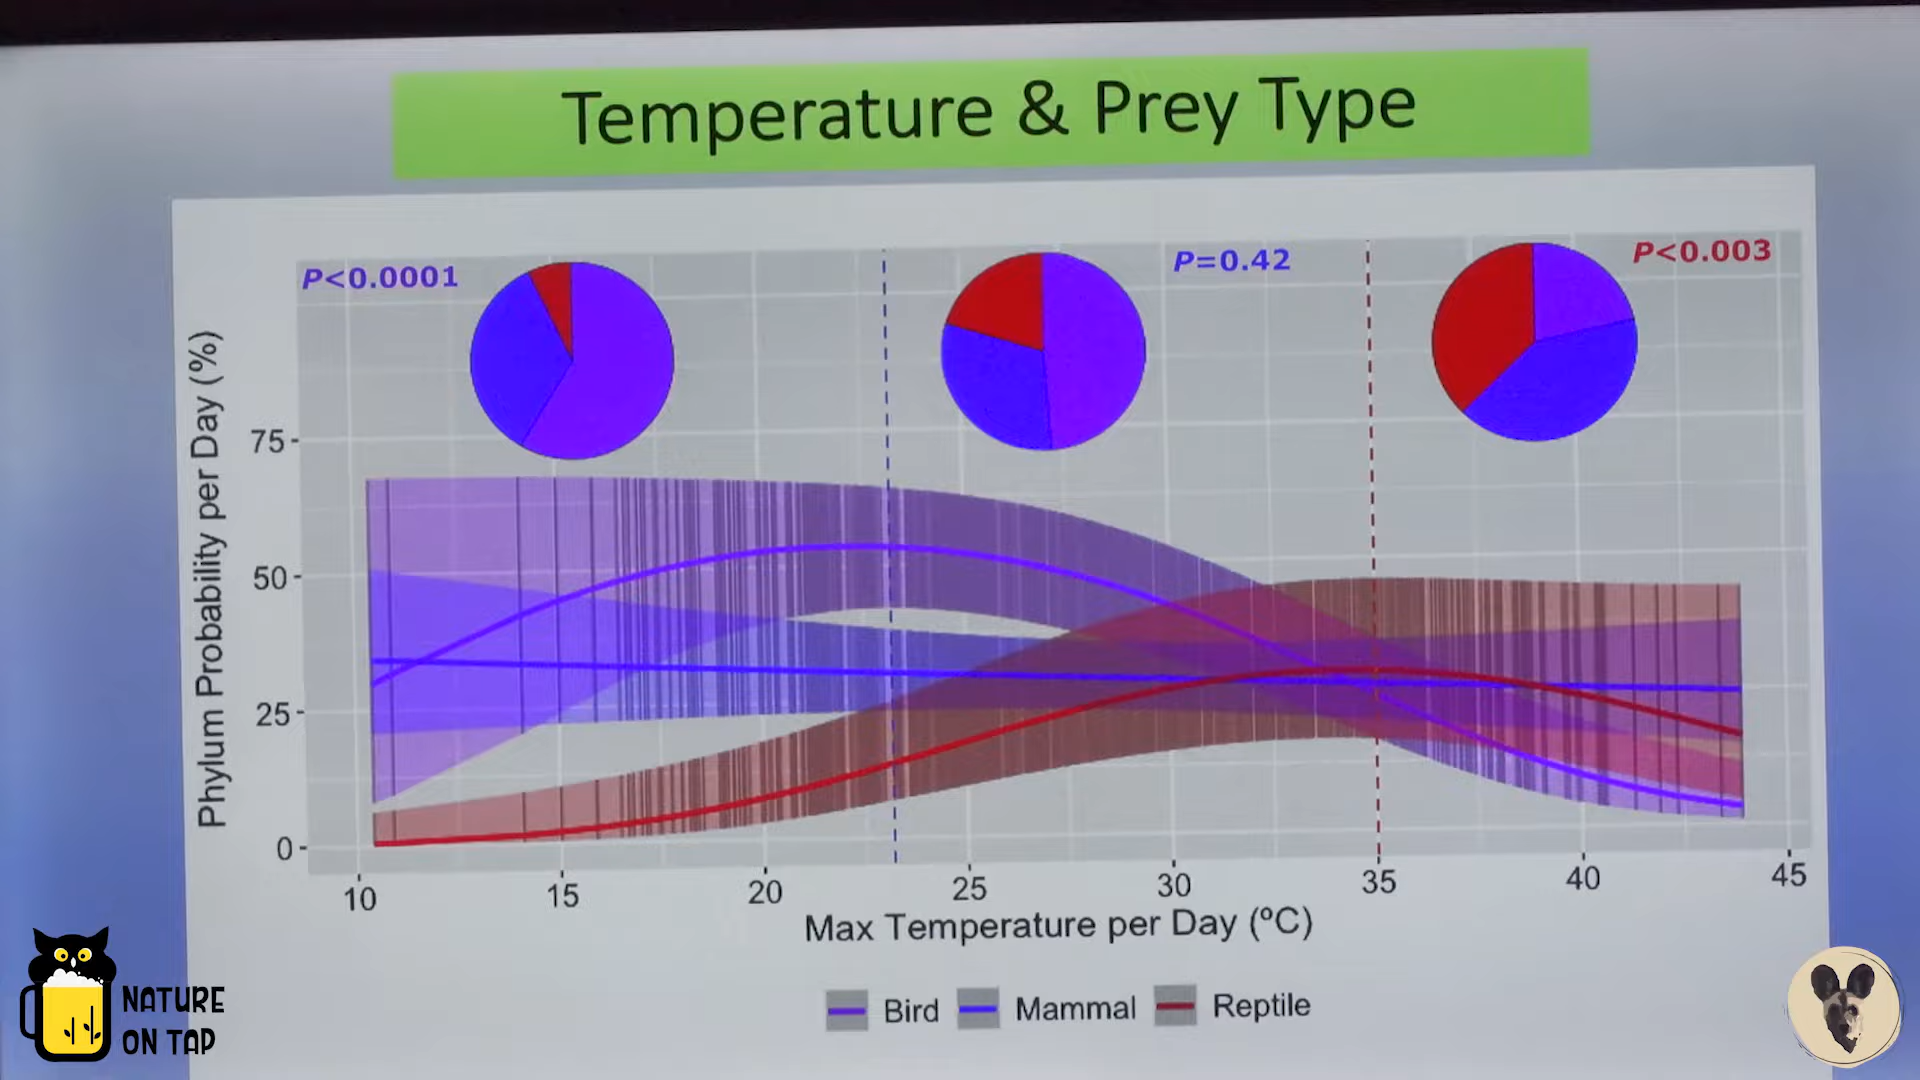 Temperature & Prey Type
P<0.0001
P=0.42
P<0.003
Phylum Probability per Day (%)
75
50
25
0
10 15 20 25 30 35 40 45
Max Temperature per Day (ºC)
Bird Mammal Reptile
NATURE
ON TAP